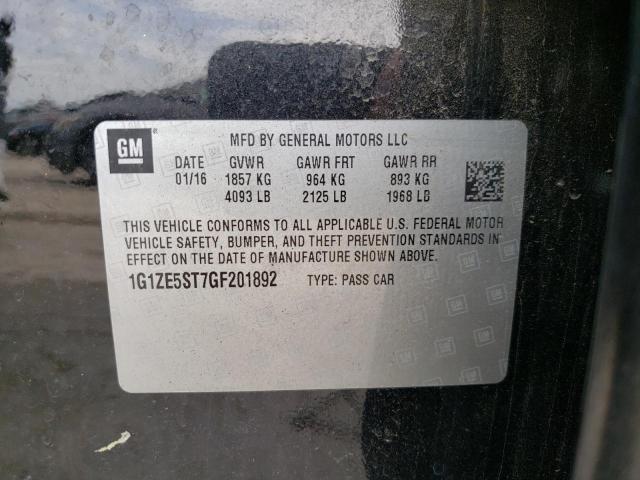 GM
MFD BY GENERAL MOTORS LLC
DATE GVWR GAWR FRT GAWR RR
01/16 1857 KG 964 KG 893 KG
4093 LB 2125 LB 1968 LB
THIS VEHICLE CONFORMS TO ALL APPLICABLE U.S. FEDERAL MOTOR
VEHICLE SAFETY, BUMPER, AND THEFT PREVENTION STANDARDS IN
EFFECT ON THE DATE OF MANUFACTURE SHOWN ABOVE.
1G1ZE5ST7GF201892 TYPE: PASS CAR